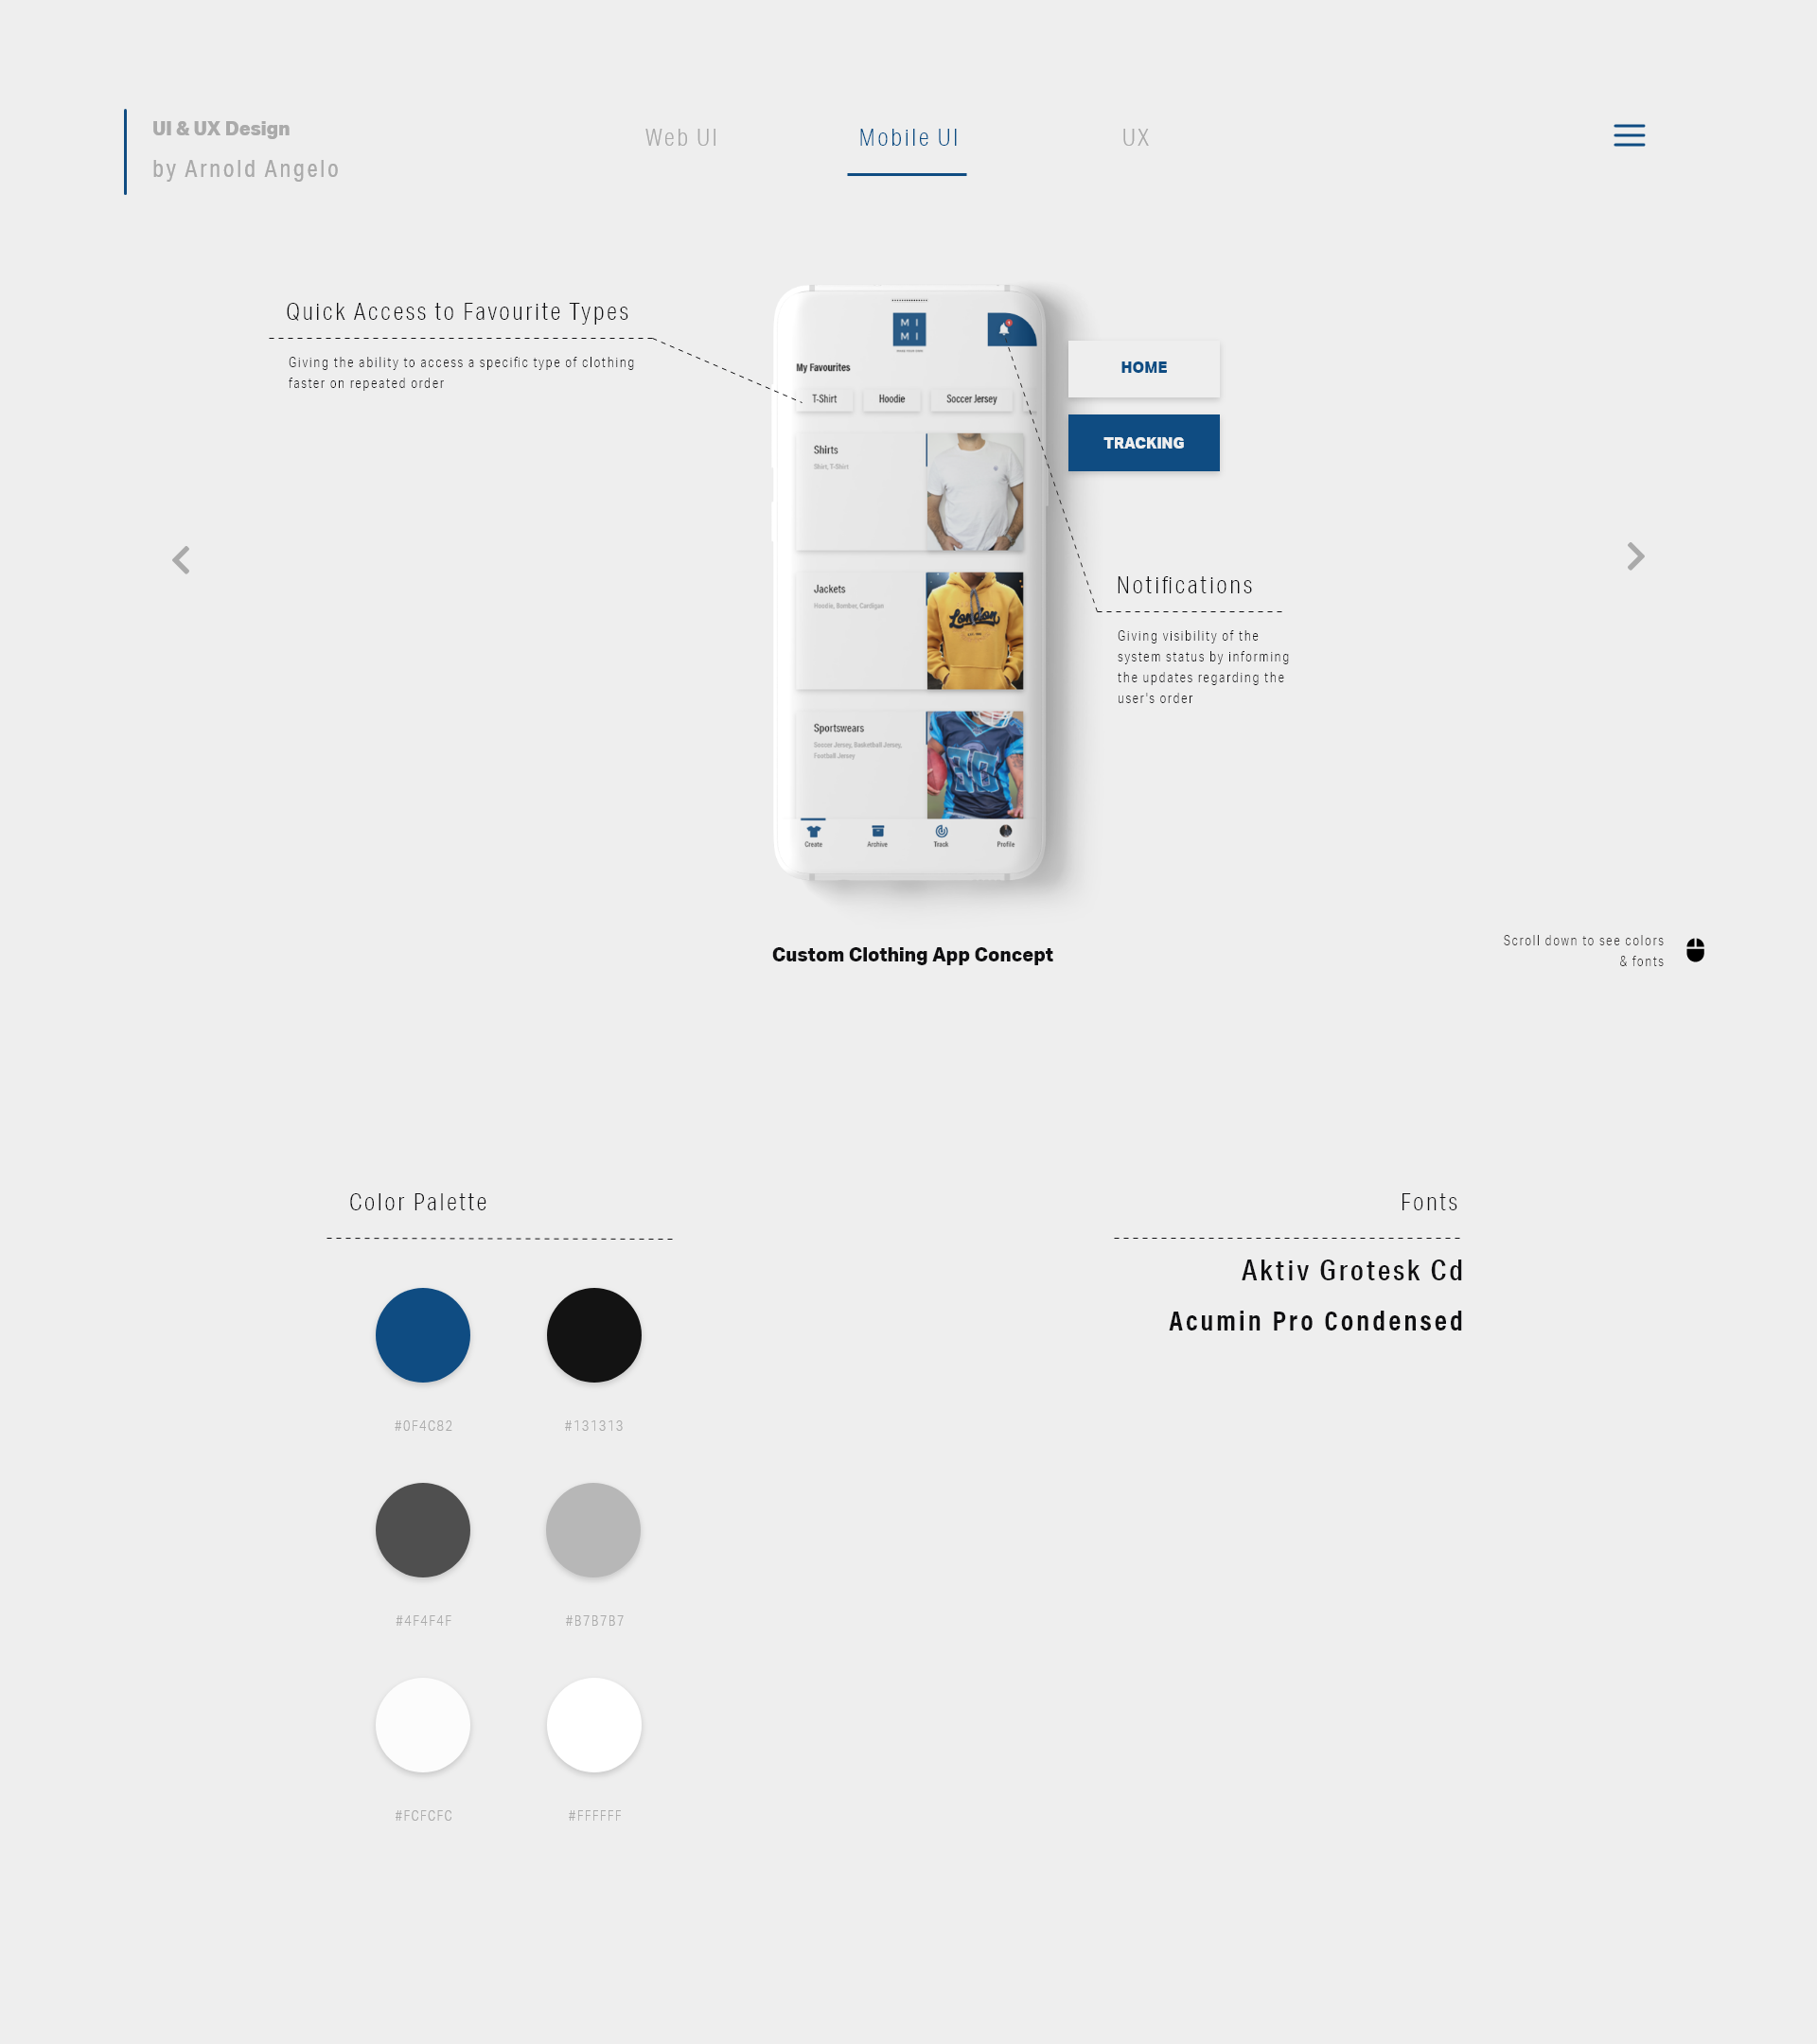 UI & UX Design
by Arnold Angelo
Web UI
Mobile UI
UX
Quick Access to Favourite Types
Giving the ability to access a specific type of clothing
faster on repeated order
M I
M I
My Favourites
T-Shirt
Hoodie
Soccer Jersey
Shirts
Shirt, T-Shirt
Jackets
Hoodie, Bomber, Cardigan
London
Sportswears
Soccer Jersey, Basketball Jersey,
Football Jersey
Create
Archive
Track
Profile
HOME
TRACKING
Notifications
Giving visibility of the
system status by informing
the updates regarding the
user's order
Custom Clothing App Concept
Scroll down to see colors
& fonts
Color Palette
#0F4C82
#131313
#4F4F4F
#B7B7B7
#FCFCFC
#FFFFFF
Fonts
Aktiv Grotesk Cd
Acumin Pro Condensed